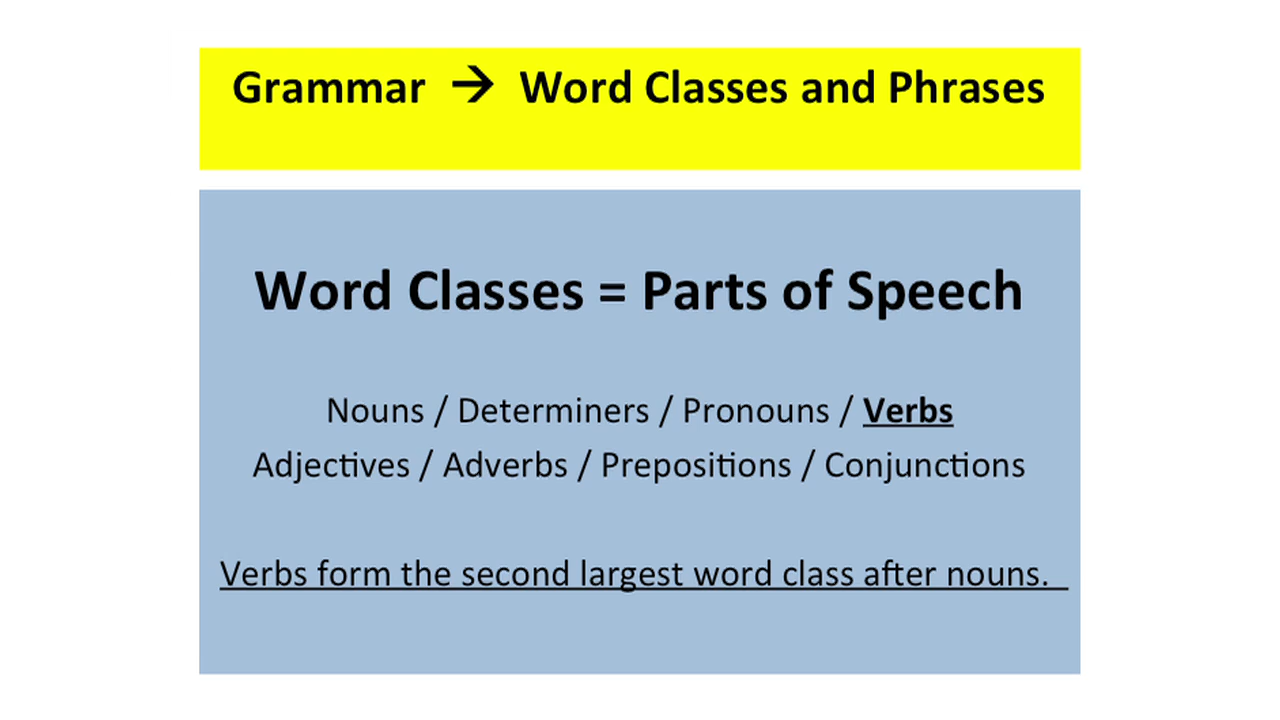 Grammar → Word Classes and Phrases
Word Classes = Parts of Speech
Nouns / Determiners / Pronouns / Verbs
Adjectives / Adverbs / Prepositions / Conjunctions
Verbs form the second largest word class after nouns.